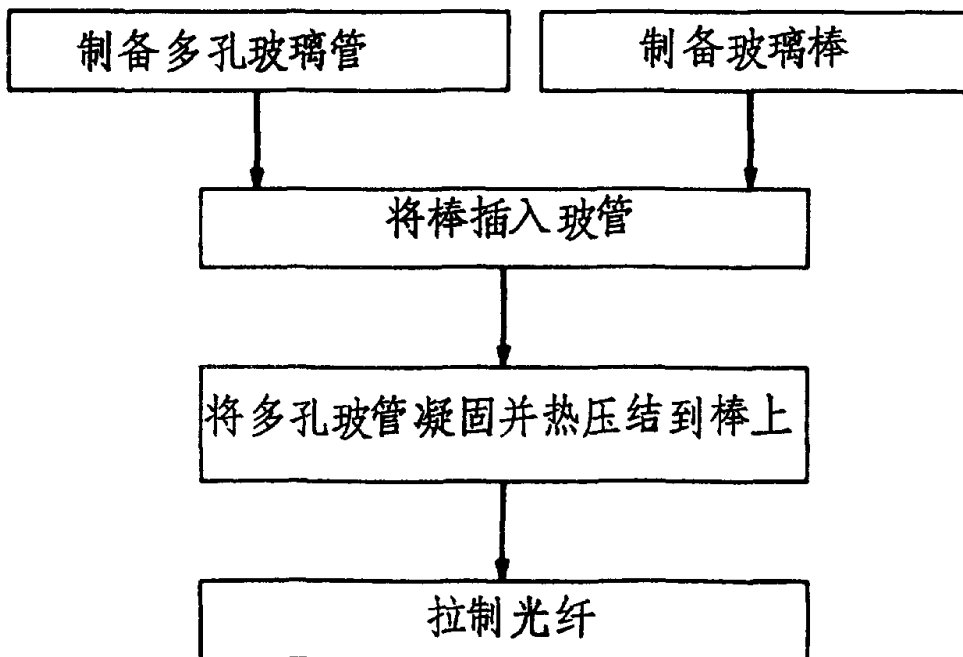 制备多孔玻璃管
制备玻璃棒
将棒插入玻管
将多孔玻管凝固并热压结到棒上
拉制光纤